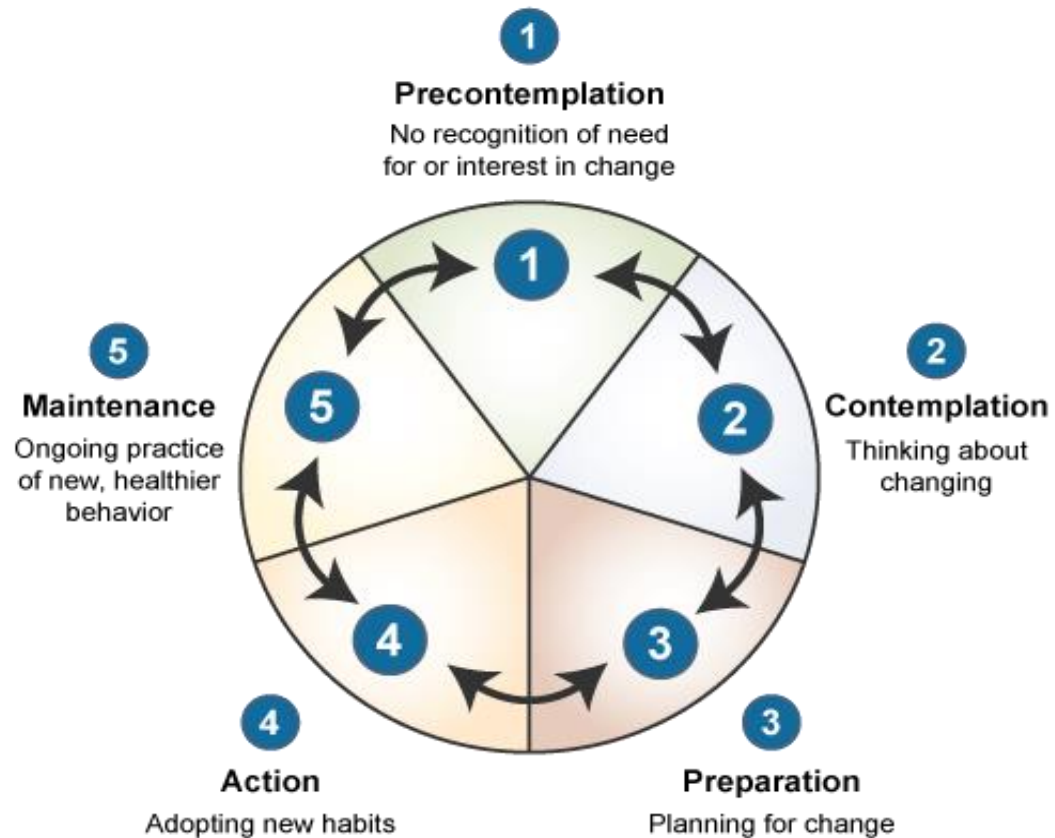 1
Precontemplation
No recognition of need
for or interest in change
1
5
Maintenance
Ongoing practice
of new, healthier
behavior
5
2
2
Contemplation
Thinking about
changing
4
3
4
Action
Adopting new habits
3
Preparation
Planning for change